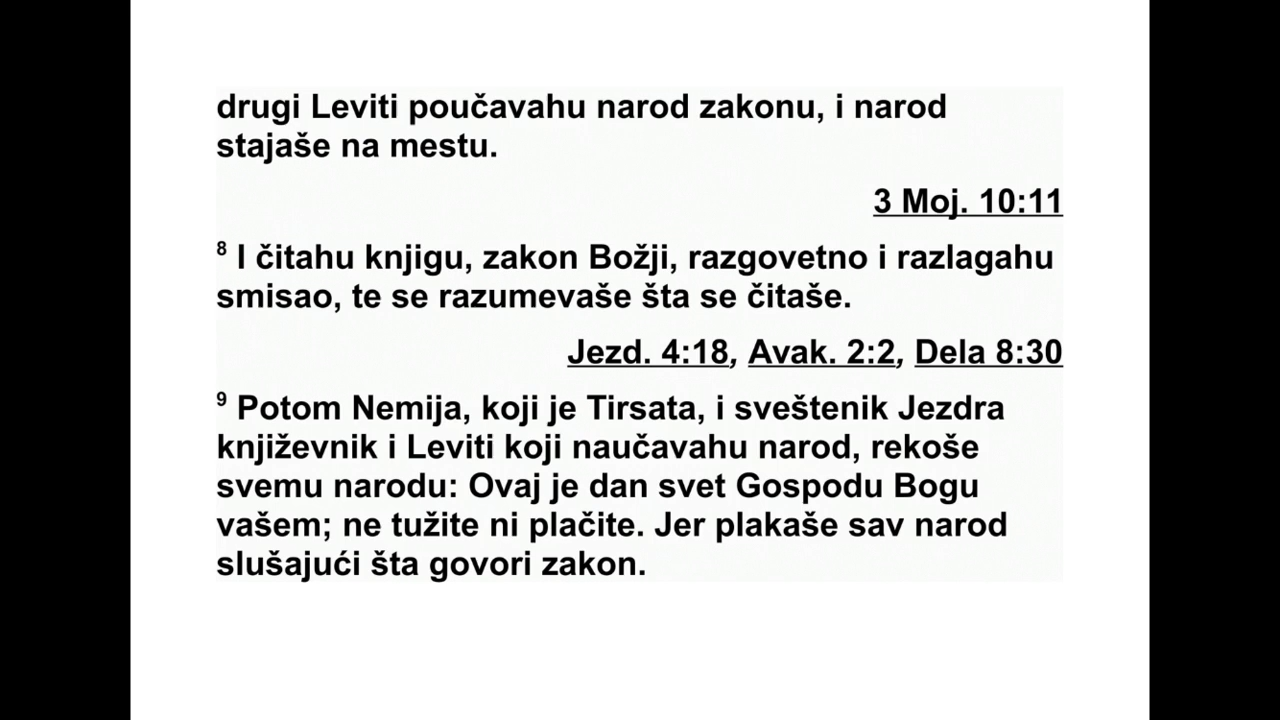 drugi Leviti poučavahu narod zakonu, i narod
stajaše na mestu.
3 Moj. 10:11
8 I čitahu knjigu, zakon Božji, razgovetno i razlagahu
smisao, te se razumevaše šta se čitaše.
Jezd. 4:18, Avak. 2:2, Dela 8:30
9 Potom Nemija, koji je Tirsata, i sveštenik Jezdra
književnik i Leviti koji naučavahu narod, rekoše
svemu narodu: Ovaj je dan svet Gospodu Bogu
vašem; ne tužite ni plačite. Jer plakaše sav narod
slušajući šta govori zakon.